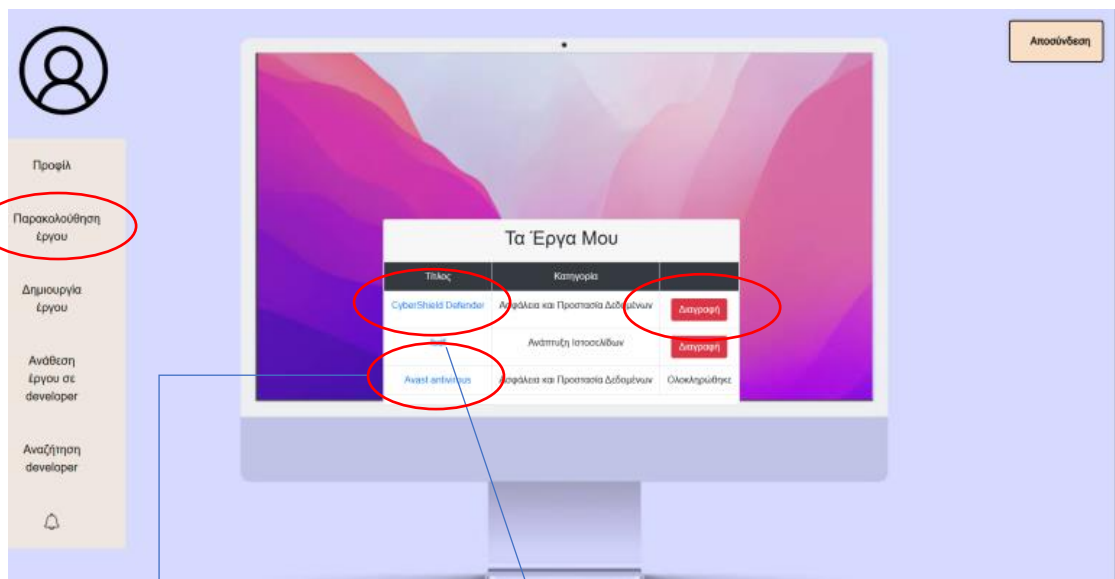 Αποσύνδεση
Προφίλ
Παρακολούθηση
έργου
Δημιουργία
έργου
Ανάθεση
έργου σε
developer
Αναζήτηση
developer
Τα Έργα Μου
Τίτλος Κατηγορία
CyberShield Defender Ασφάλεια και Προστασία Δεδομένων Διαγραφή
Ανάπτυξη Ιστοσελίδων Διαγραφή
Avast antivirous Ασφάλεια και Προστασία Δεδομένων Ολοκληρώθηκε